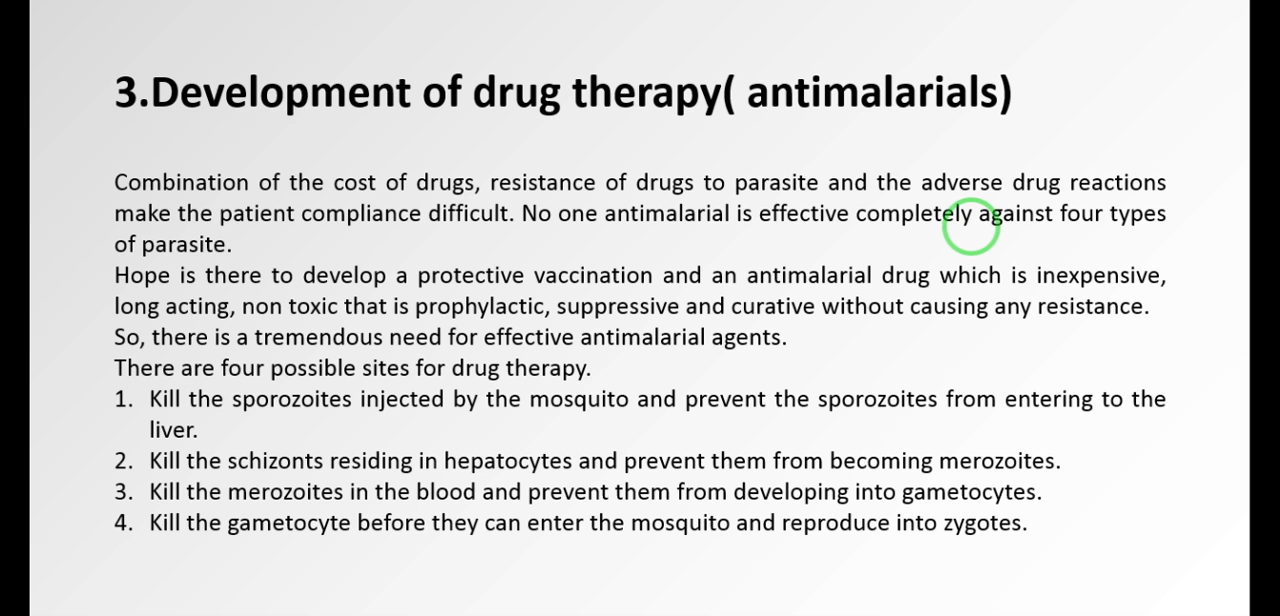 3.Development of drug therapy( antimalarials)
Combination of the cost of drugs, resistance of drugs to parasite and the adverse drug reactions
make the patient compliance difficult. No one antimalarial is effective completely against four types
of parasite.
Hope is there to develop a protective vaccination and an antimalarial drug which is inexpensive,
long acting, non toxic that is prophylactic, suppressive and curative without causing any resistance.
So, there is a tremendous need for effective antimalarial agents.
There are four possible sites for drug therapy.
1. Kill the sporozoites injected by the mosquito and prevent the sporozoites from entering to the
liver.
2. Kill the schizonts residing in hepatocytes and prevent them from becoming merozoites.
3. Kill the merozoites in the blood and prevent them from developing into gametocytes.
4. Kill the gametocyte before they can enter the mosquito and reproduce into zygotes.